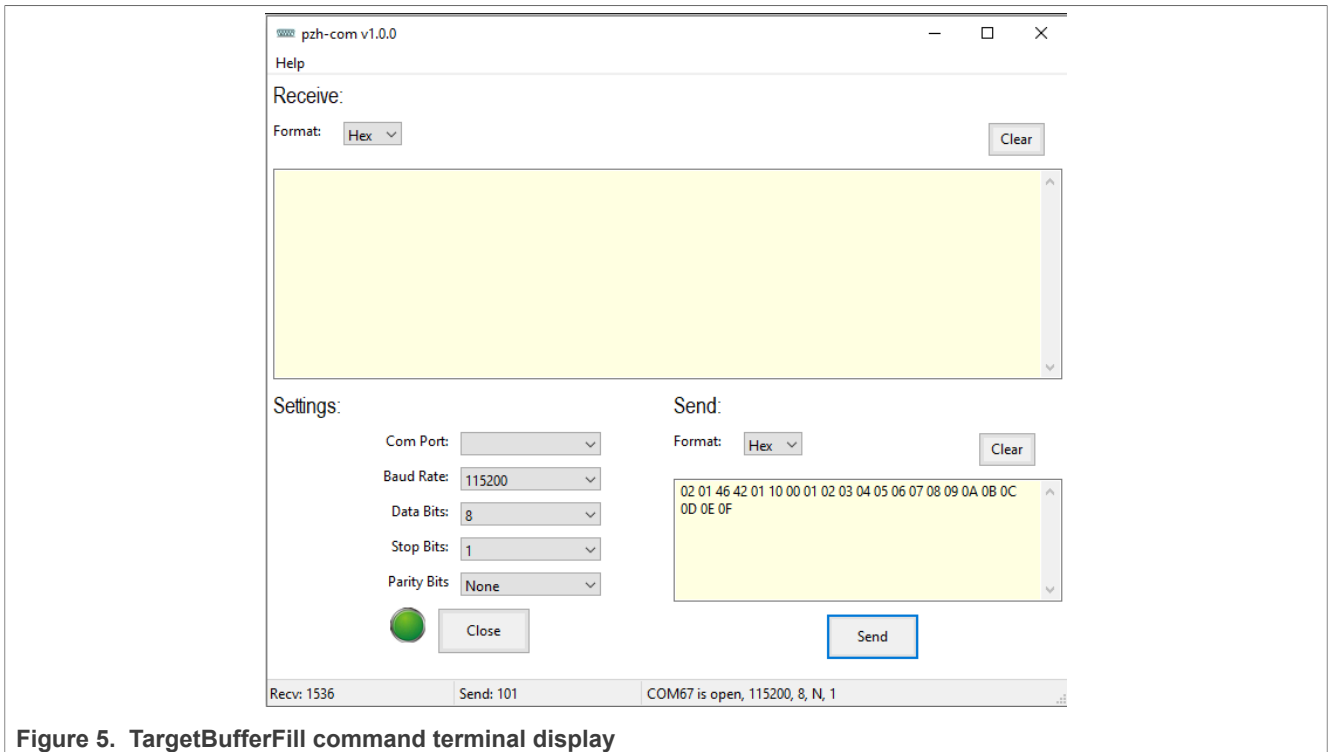 pzh-com v1.0.0
Help
Receive:
Format: Hex
Clear
Settings:
Send:
Com Port:
Format: Hex
Clear
Baud Rate: 115200
02 01 46 42 01 10 00 01 02 03 04 05 06 07 08 09 0A 0B 0C
0D 0E 0F
Data Bits: 8
Stop Bits: 1
Parity Bits None
Close
Send
Recv: 1536
Send: 101
COM67 is open, 115200, 8, N, 1
Figure 5. TargetBufferFill command terminal display